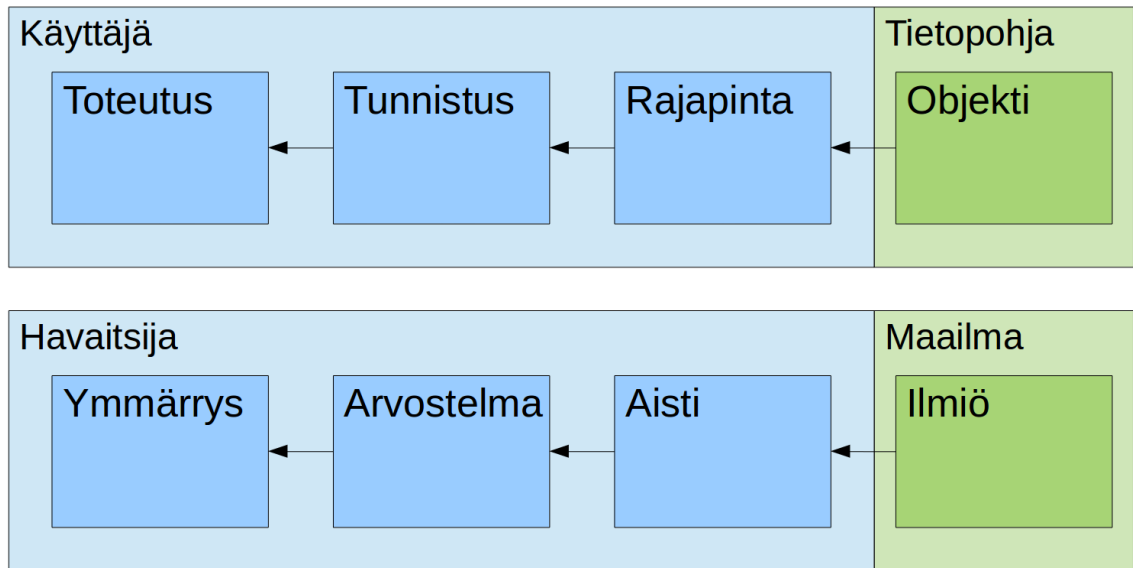 Käyttäjä
Tietopohja
Toteutus
Tunnistus
Rajapinta
Objekti
Havaitsija
Maailma
Ymmärrys
Arvostelma
Aisti
Ilmiö